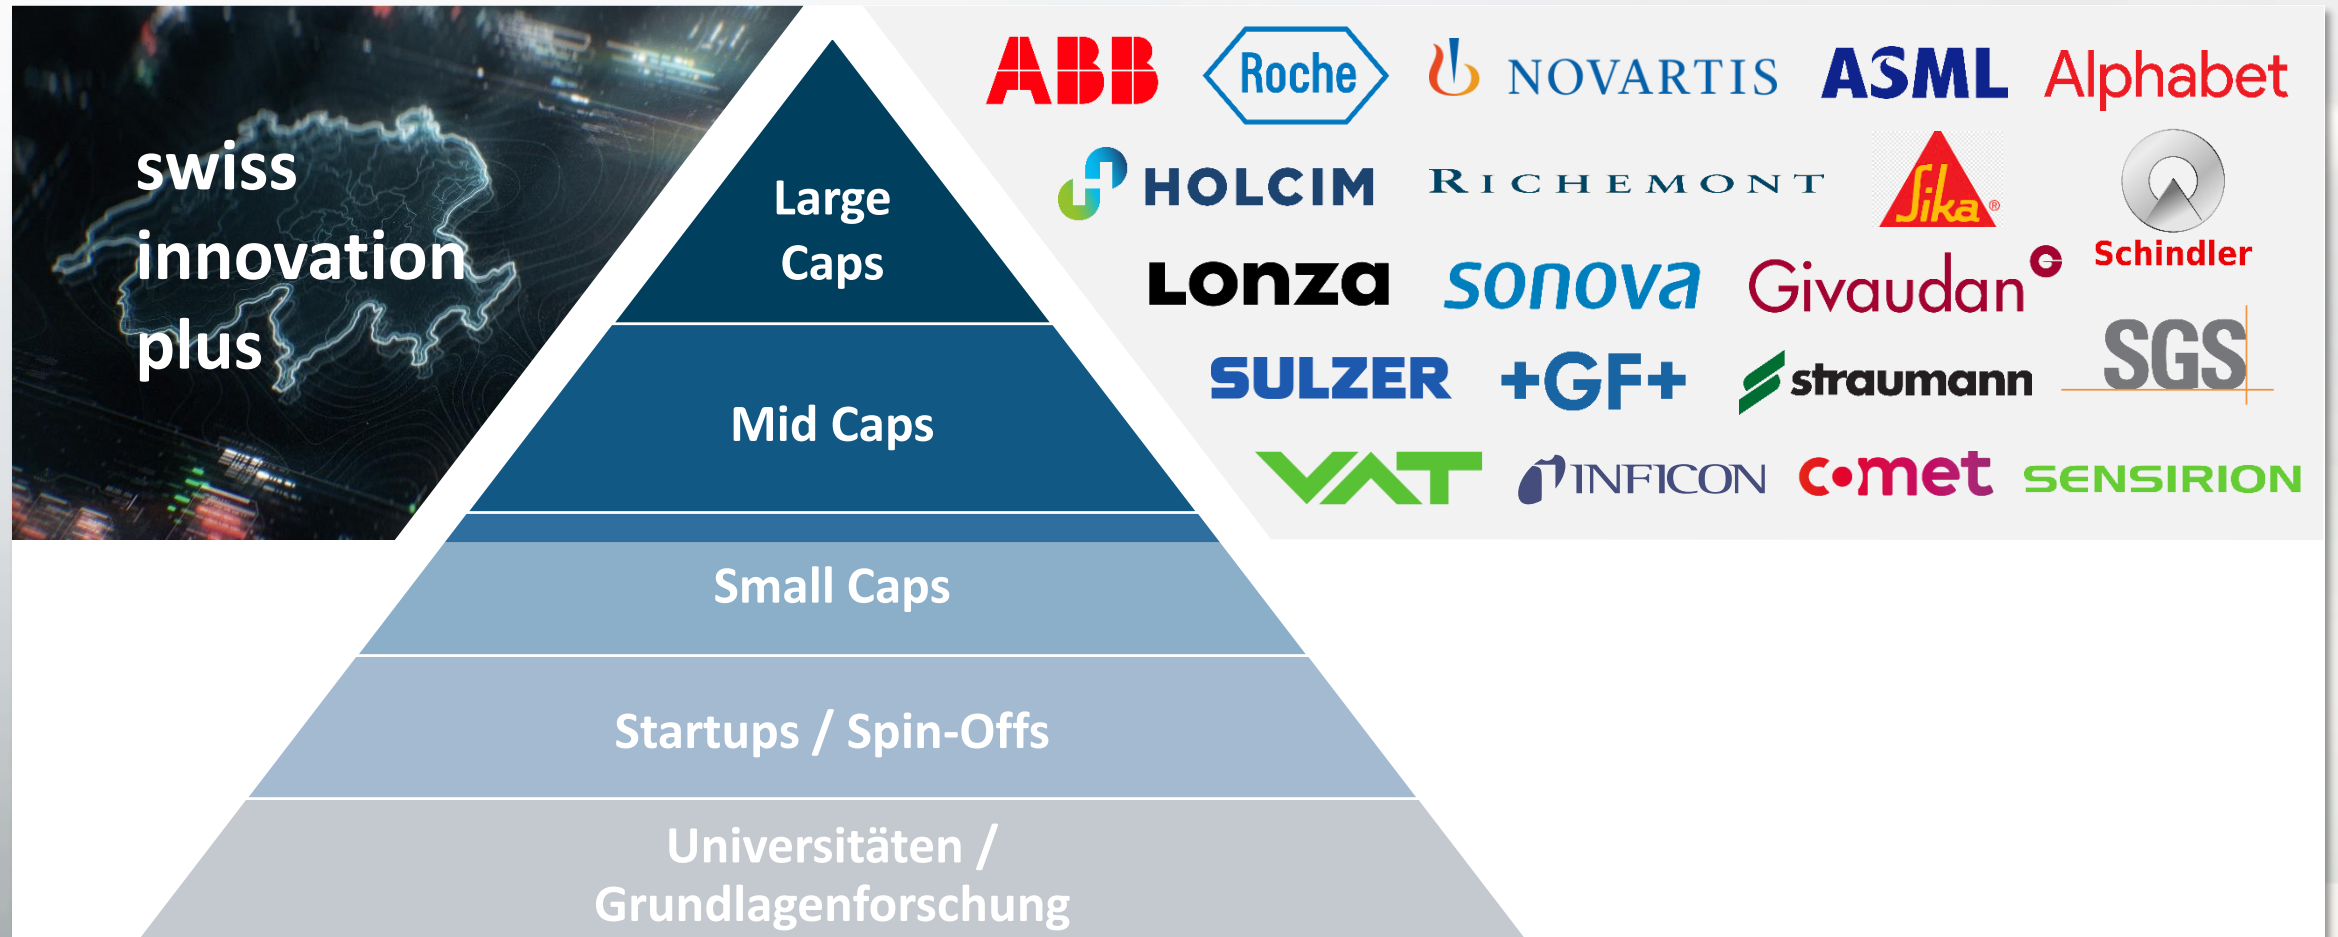 swiss
innovation
plus
Large
Caps
Mid Caps
Small Caps
Startups / Spin-Offs
Universitäten /
Grundlagenforschung
ABB Roche NOVARTIS ASML Alphabet
HOLCIM RICHEMONT Sika® Schindler
LONZA sonova Givaudan
SULZER +GF+ straumann SGS
VAT INFICON comet SENSIRION